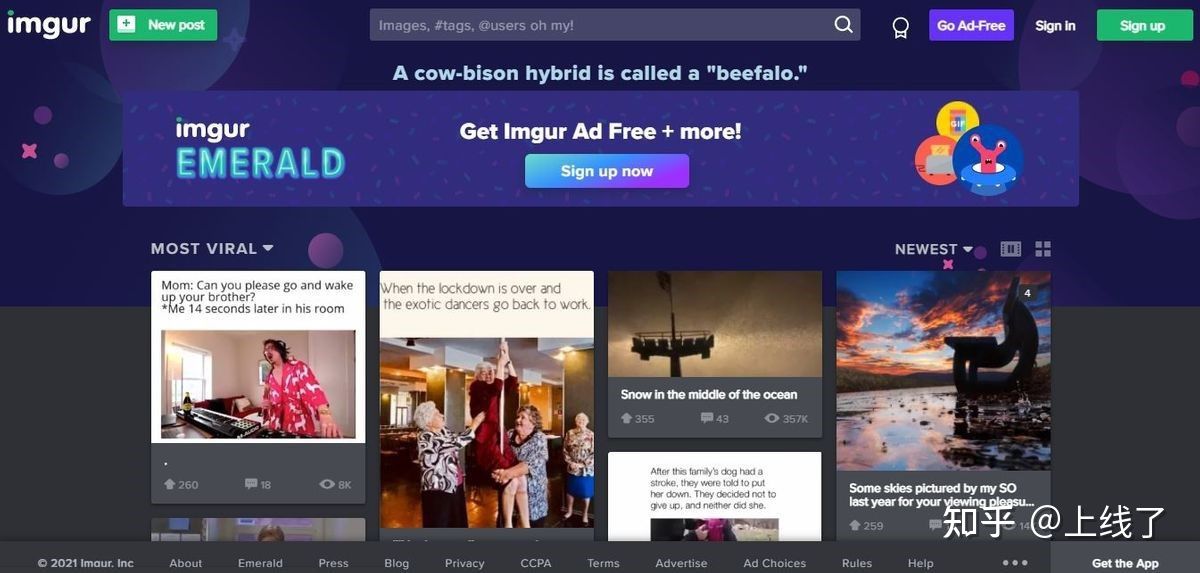 imgur
New post
Images, #tags, @users oh my!
Go Ad-Free
Sign in
Sign up
A cow-bison hybrid is called a "beefalo."
imgur
EMERALD
Get Imgur Ad Free + more!
Sign up now
GIF
MOST VIRAL
NEWEST
Mom: Can you please go and wake
up your brother?
*Me 14 seconds later in his room
.
260
18
8K
When the lockdown is over and
the exotic dancers go back to work.
Snow in the middle of the ocean
355
43
357K
After this family's dog had a
stroke, they were told to put
her down. They decided not to
give up, and neither did she.
4
Some skies pictured by my SO
last year for your viewing pleasu...
259
知乎 @上线了
© 2021 Imgur, Inc
About
Emerald
Press
Blog
Privacy
CCPA
Terms
Advertise
Ad Choices
Rules
Help
Get the App